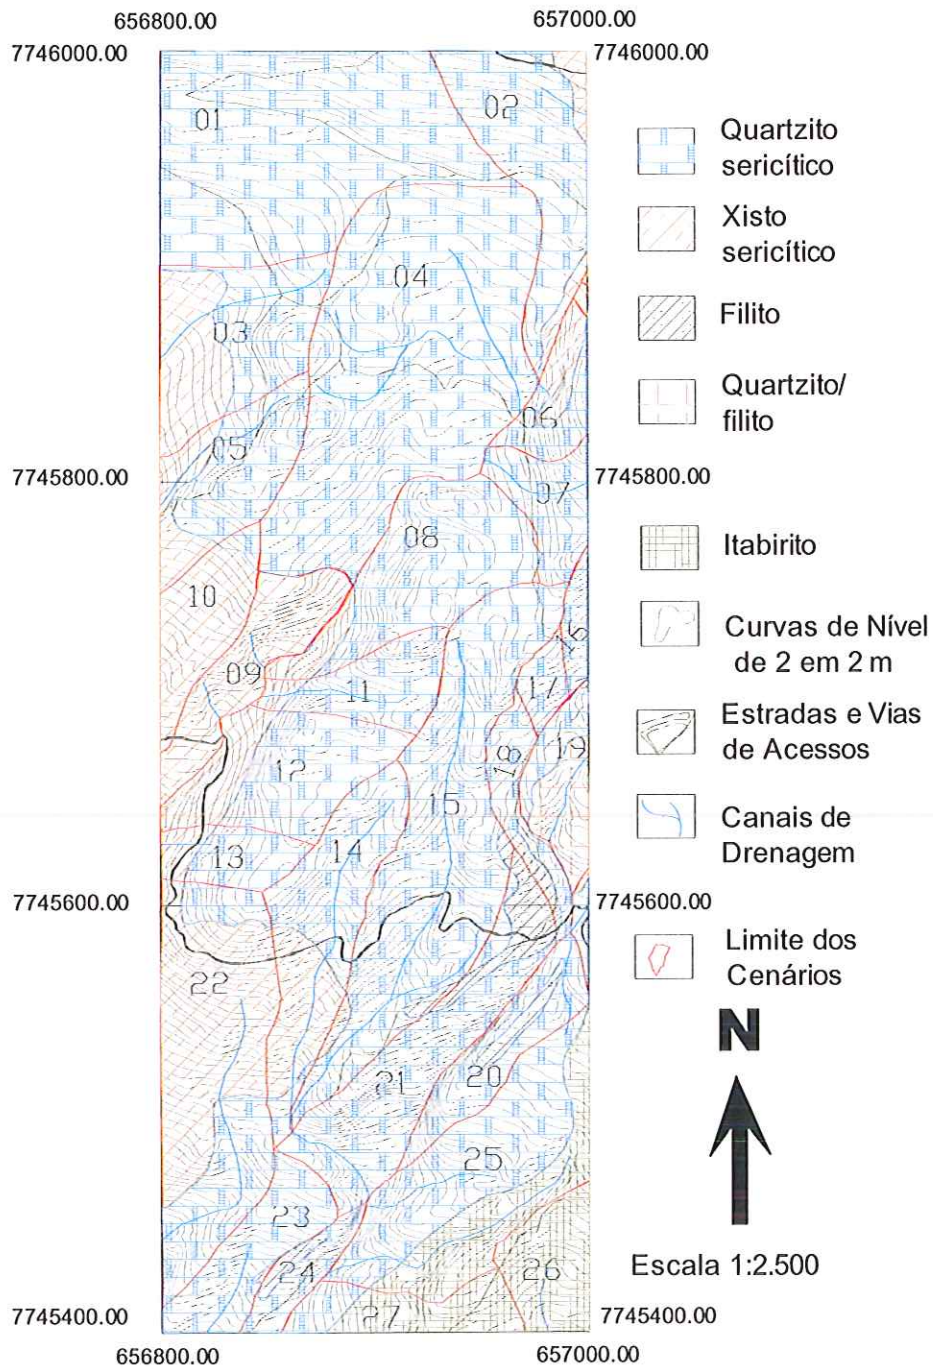 656800.00
657000.00
7746000.00
7746000.00
01
02
Quartzito
sericítico
Xisto
sericítico
04
03
Filito
Quartzito/
filito
06
05
7745800.00
7745800.00
07
08
Itabirito
10
Curvas de Nível
de 2 em 2 m
16
09
11
17
Estradas e Vias
de Acessos
19
18
12
15
Canais de
Drenagem
14
13
7745600.00
7745600.00
Limite dos
Cenários
22
N
21
20
25
23
Escala 1:2.500
24
26
27
7745400.00
7745400.00
656800.00
657000.00